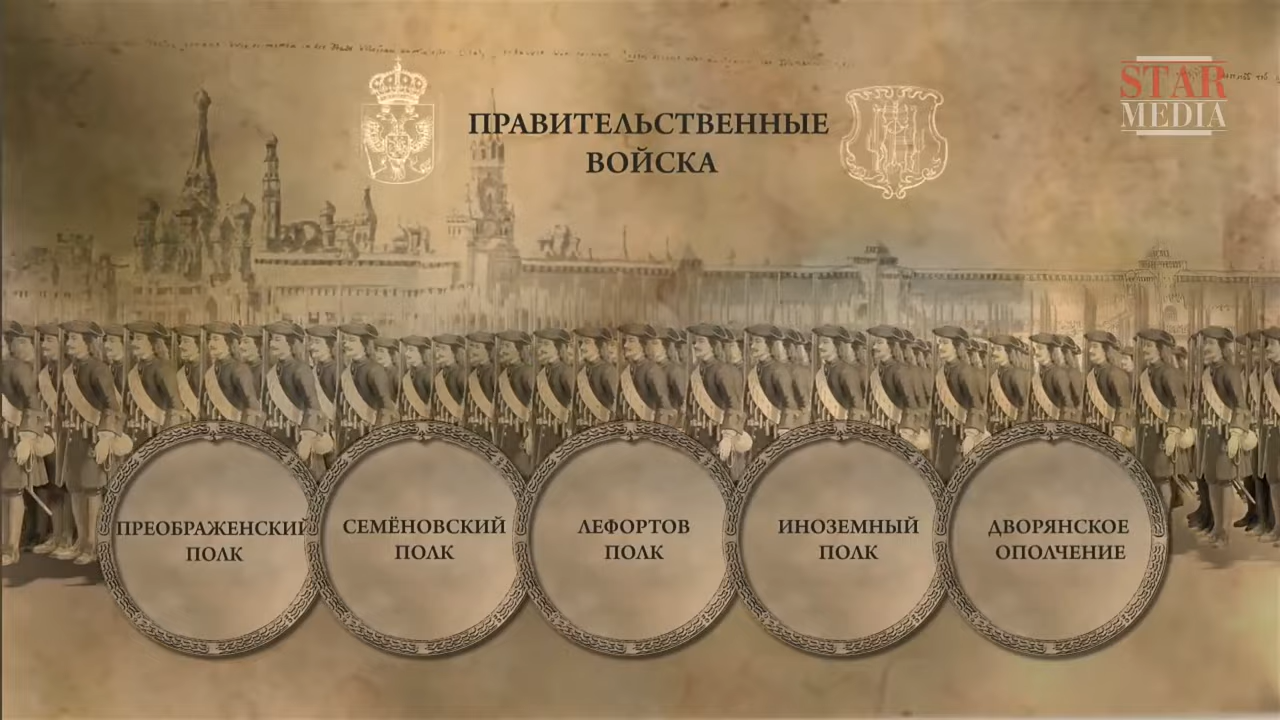 STAR
MEDIA
ПРАВИТЕЛЬСТВЕННЫЕ
ВОЙСКА
ПРЕОБРАЖЕНСКИЙ
ПОЛК
СЕМЁНОВСКИЙ
ПОЛК
ЛЕФОРТОВ
ПОЛК
ИНОЗЕМНЫЙ
ПОЛК
ДВОРЯНСКОЕ
ОПОЛЧЕНИЕ